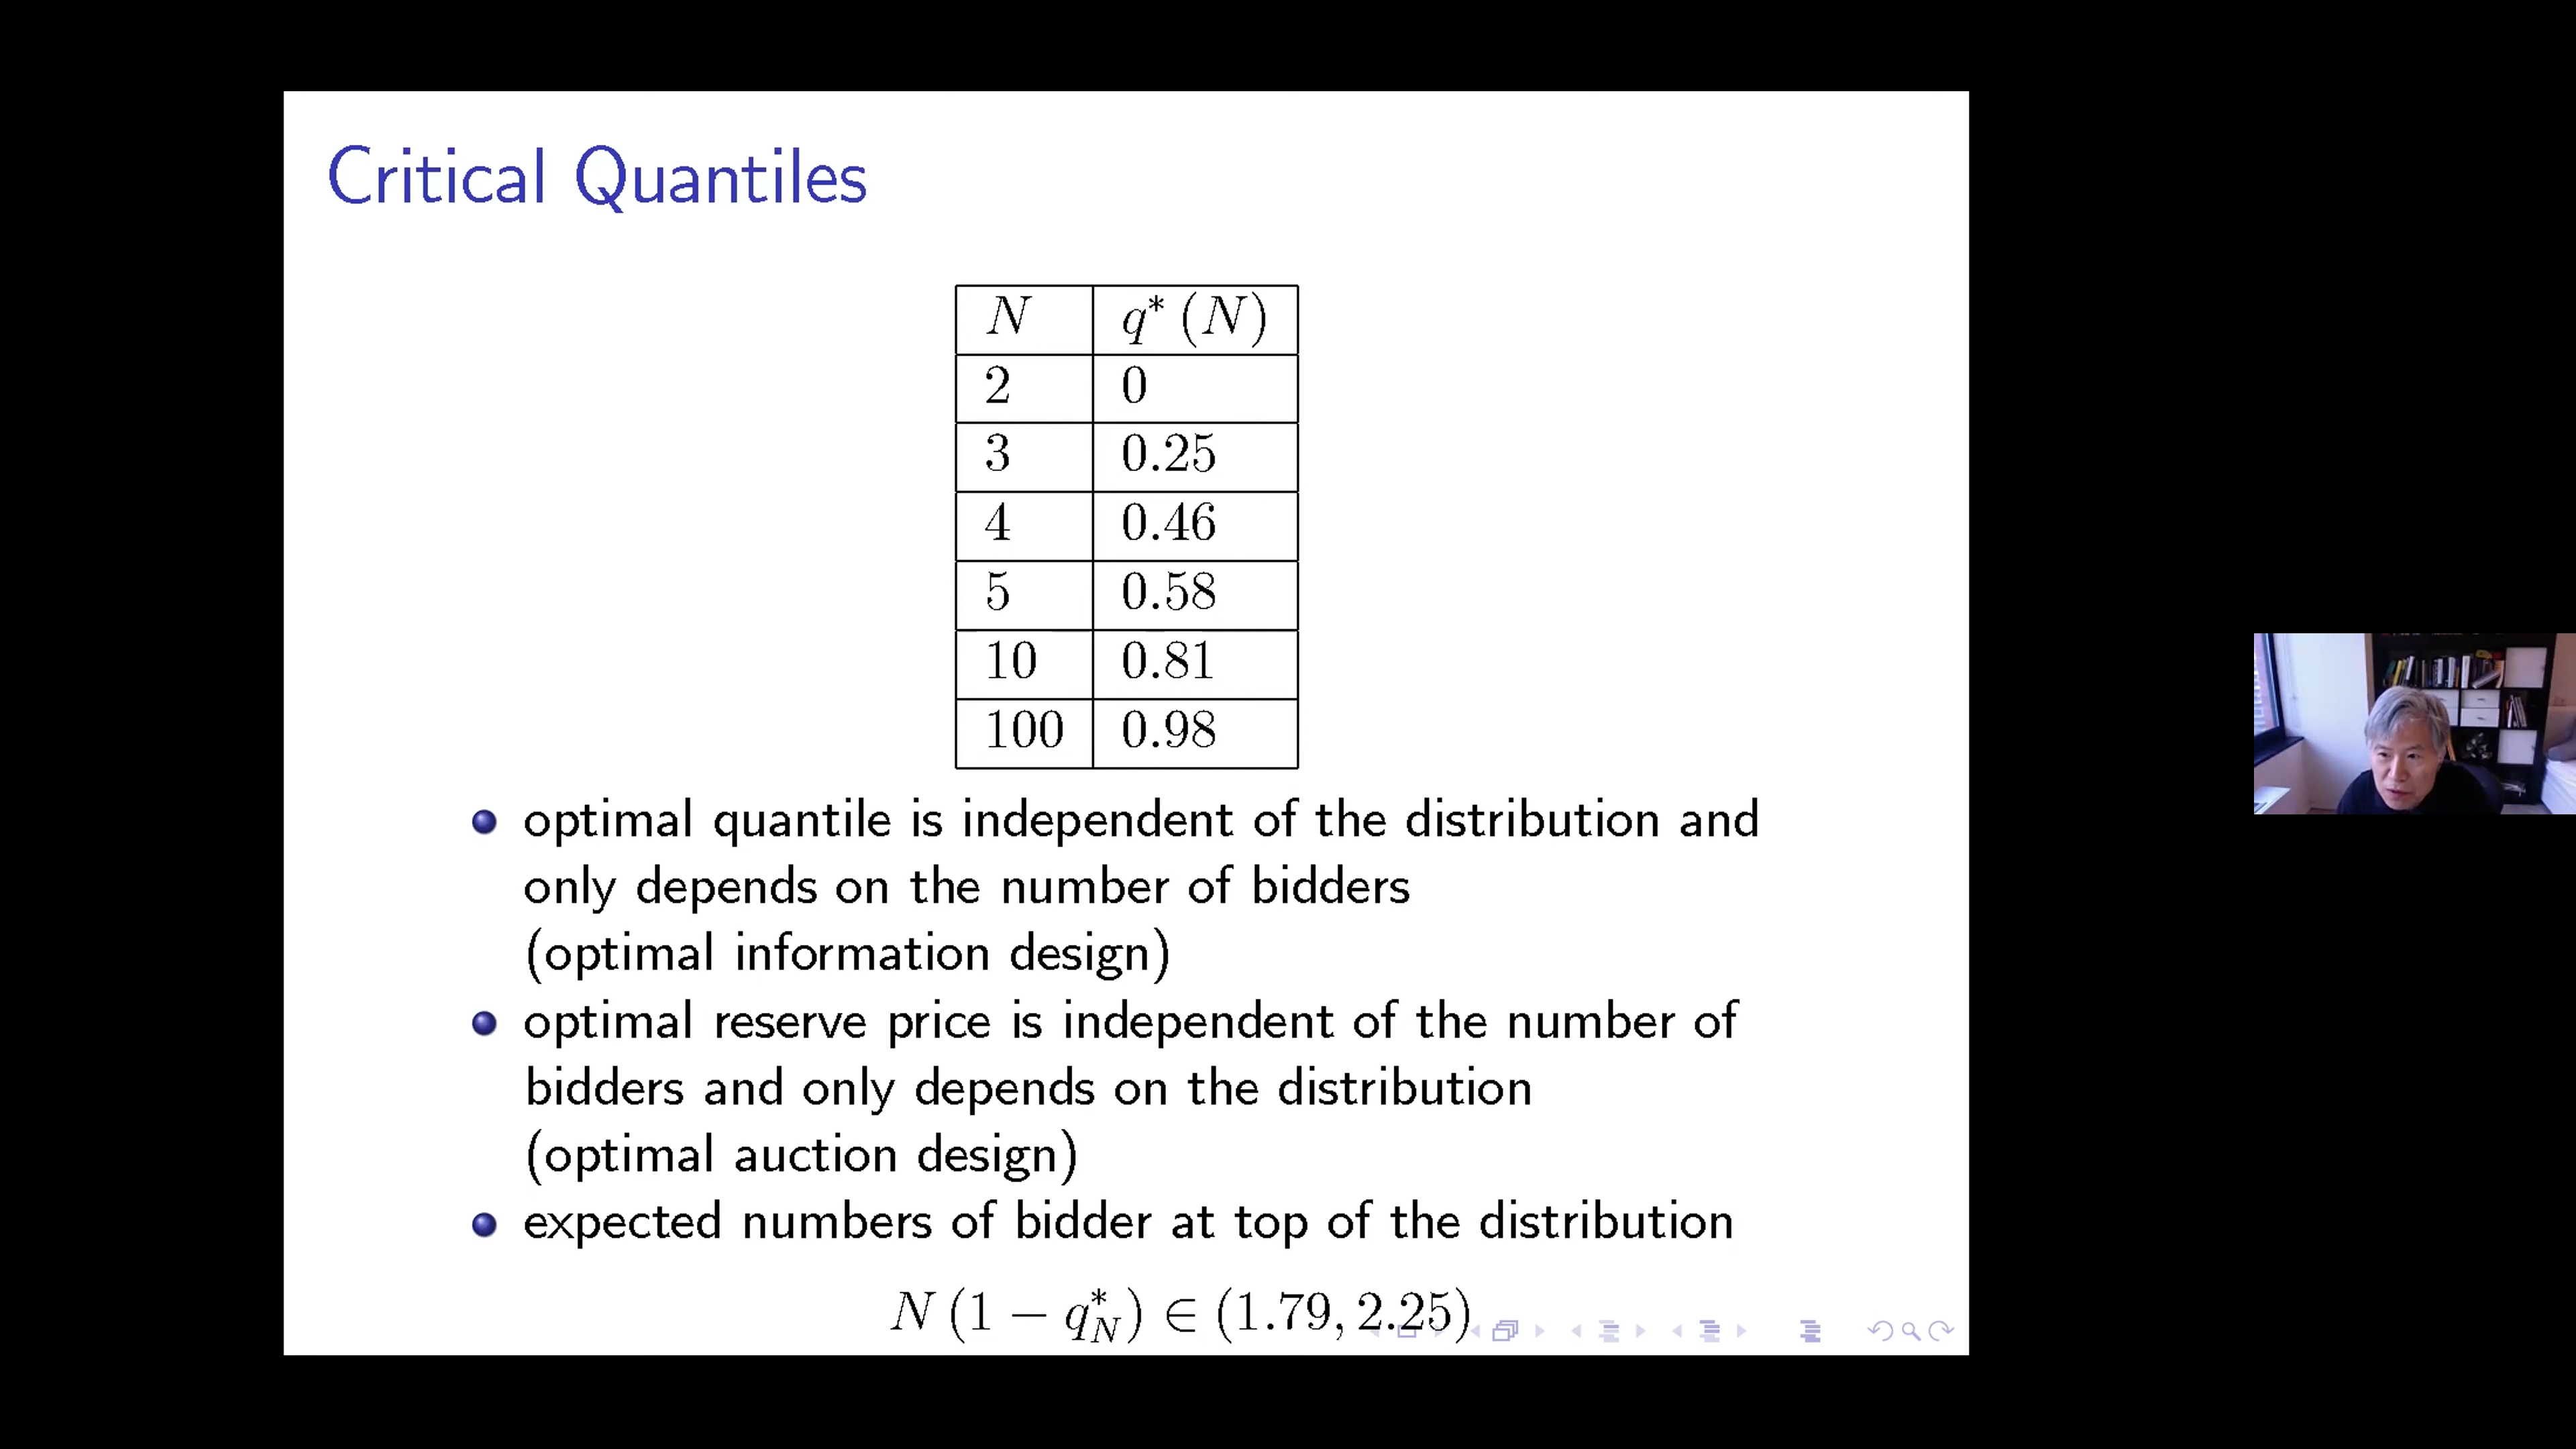 Critical Quantiles
N q* (N)
2 0
3 0.25
4 0.46
5 0.58
10 0.81
100 0.98
optimal quantile is independent of the distribution and
only depends on the number of bidders
(optimal information design)
optimal reserve price is independent of the number of
bidders and only depends on the distribution
(optimal auction design)
expected numbers of bidder at top of the distribution
N (1 − q*_N) ∈ (1.79, 2.25)